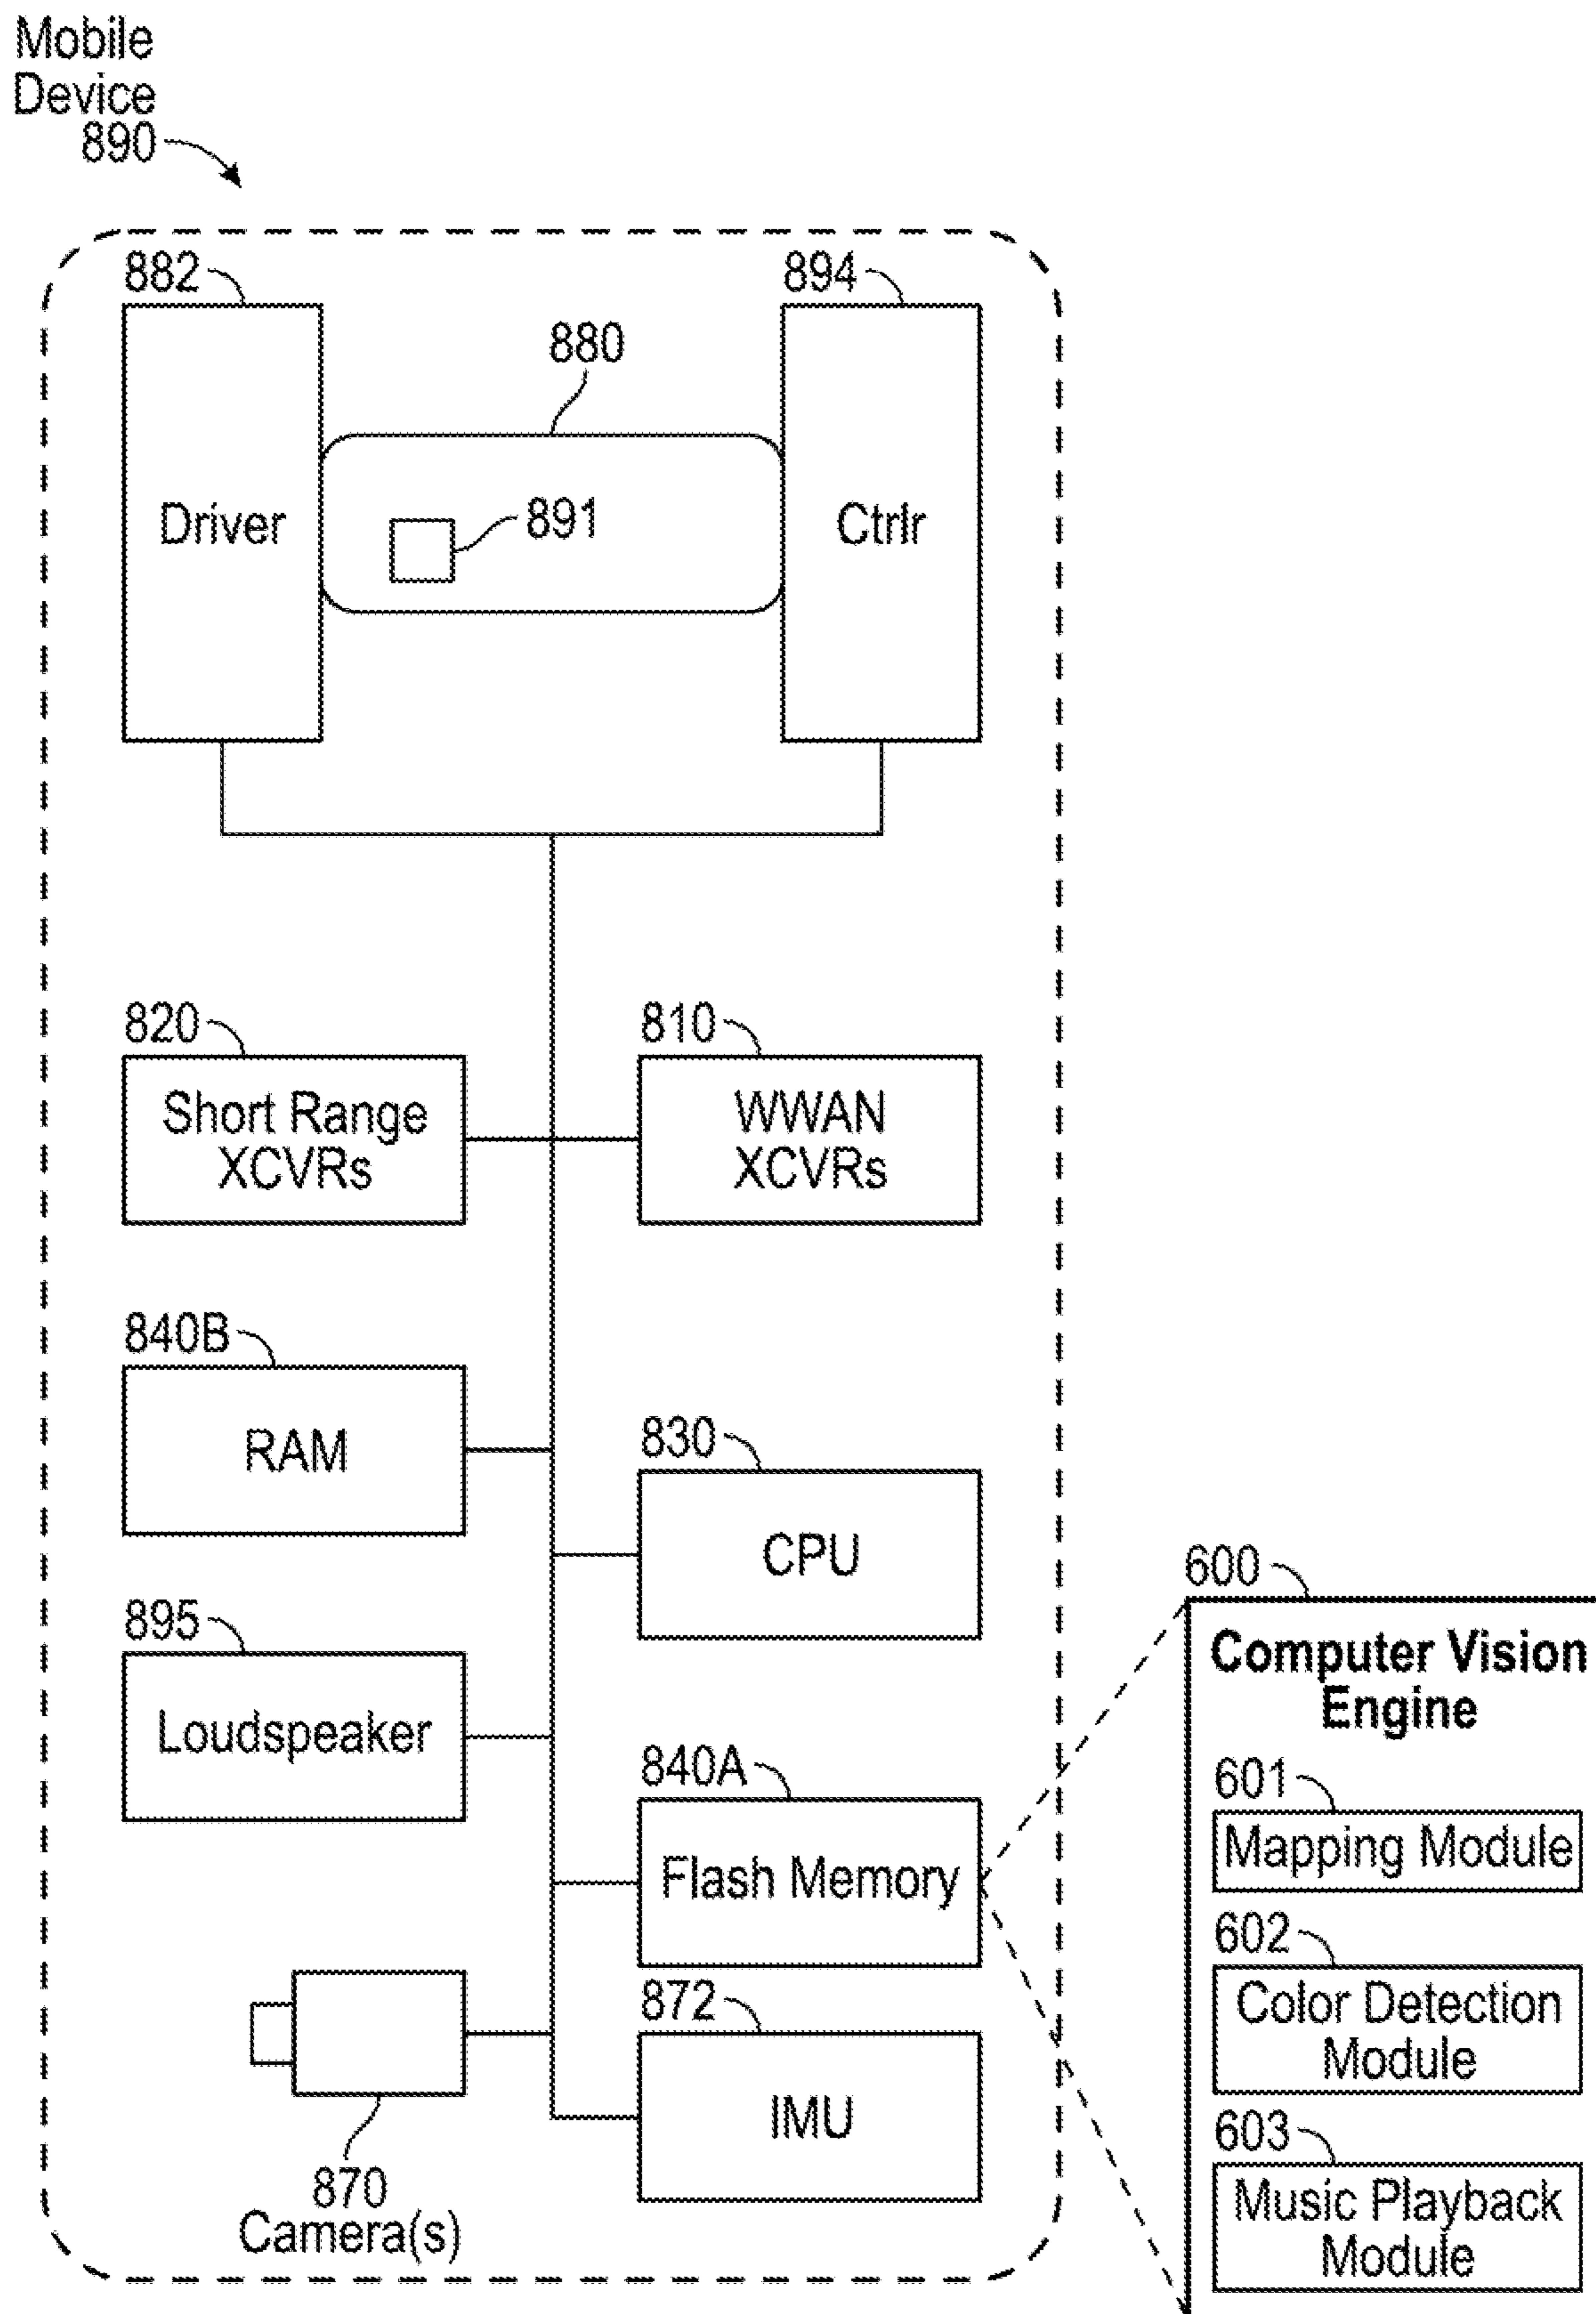 Mobile
Device
890
882
894
880
891
Driver
Ctrlr
820
810
Short Range
XCVRs
WWAN
XCVRs
840B
RAM
830
CPU
895
Loudspeaker
840A
Flash Memory
872
IMU
870
Camera(s)
600
Computer Vision
Engine
601
Mapping Module
602
Color Detection
Module
603
Music Playback
Module